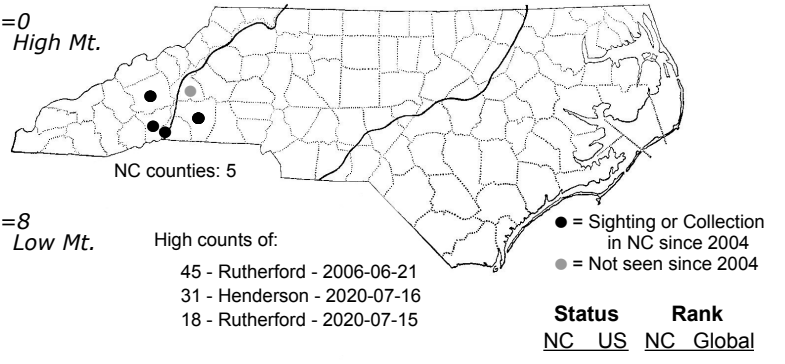 =0
High Mt.
NC counties: 5
=8
Low Mt.
High counts of:
45 - Rutherford - 2006-06-21
31 - Henderson - 2020-07-16
18 - Rutherford - 2020-07-15
= Sighting or Collection
in NC since 2004
= Not seen since 2004
Status Rank
NC US NC Global